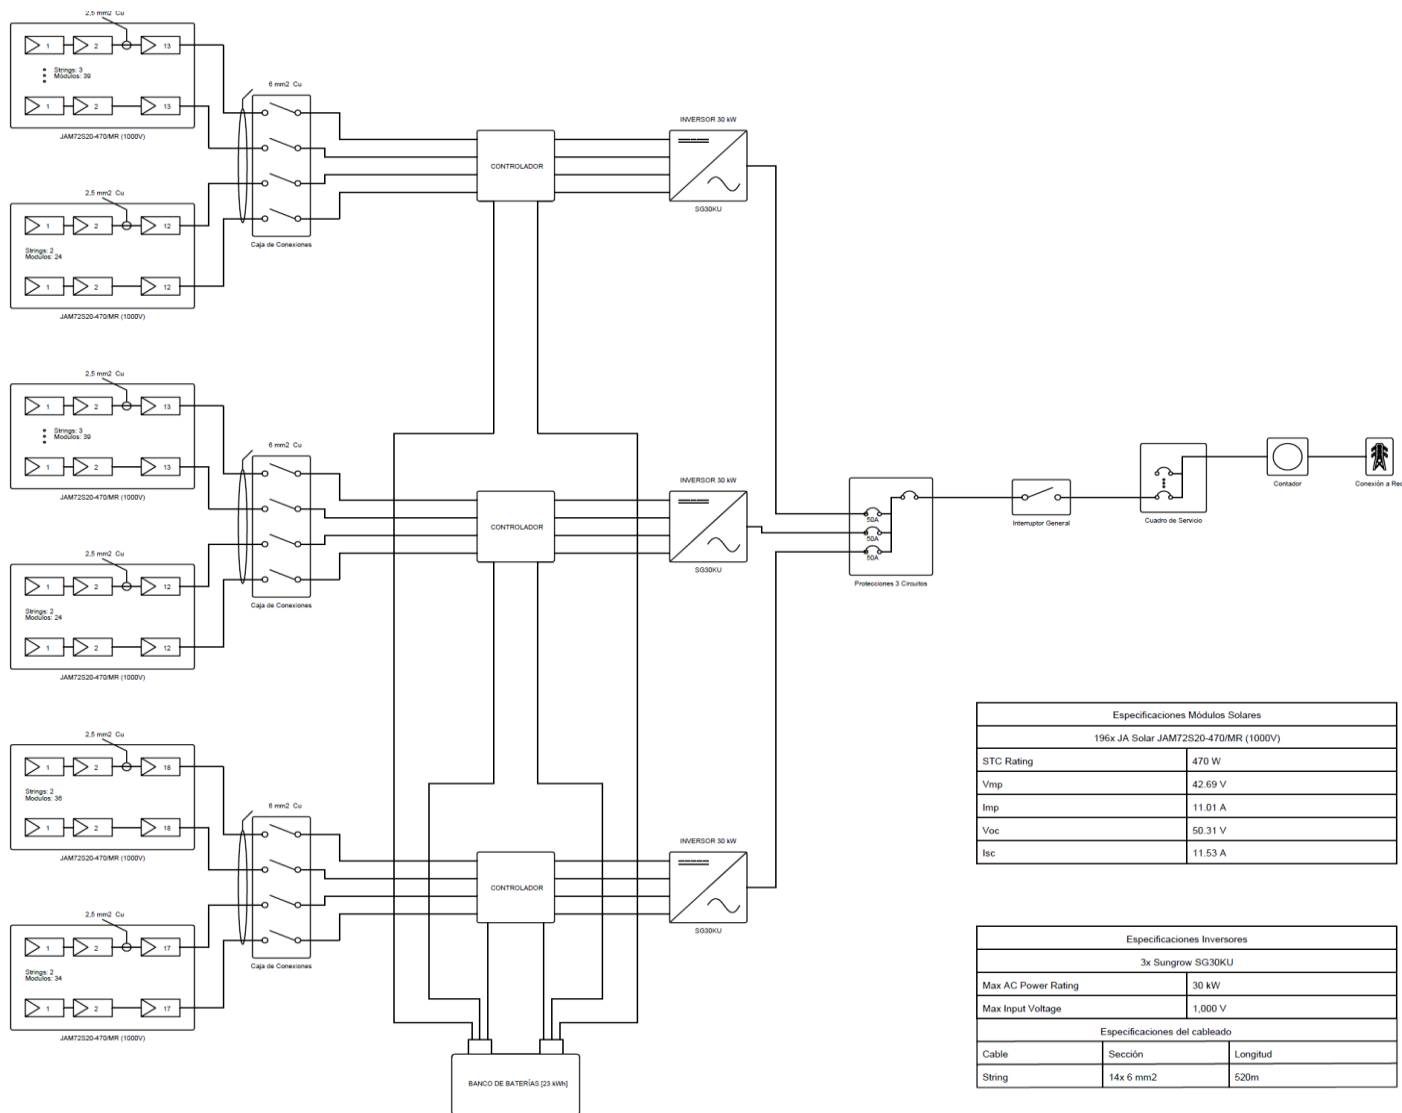 2,5 mm2 Cu
1 2 13
Strings: 3
Módulos: 39
1 2 13
JAM72S20-470/MR (1000V)
6 mm2 Cu
2,5 mm2 Cu
1 2 12
Strings: 2
Modulos: 24
1 2 12
JAM72S20-470/MR (1000V)
Caja de Conexiones
CONTROLADOR
INVERSOR 30 kW
SG30KU
2,5 mm2 Cu
1 2 13
Strings: 3
Módulos: 39
1 2 13
JAM72S20-470/MR (1000V)
6 mm2 Cu
2,5 mm2 Cu
1 2 12
Strings: 2
Modulos: 24
1 2 12
JAM72S20-470/MR (1000V)
Caja de Conexiones
CONTROLADOR
INVERSOR 30 kW
SG30KU
50A
50A
50A
Protecciones 3 Circuitos
Interruptor General
Cuadro de Servicio
Contador
Conexión a Red
2,5 mm2 Cu
1 2 18
Strings: 2
Modulos: 36
1 2 18
JAM72S20-470/MR (1000V)
6 mm2 Cu
2,5 mm2 Cu
1 2 17
Strings: 2
Modulos: 34
1 2 17
JAM72S20-470/MR (1000V)
Caja de Conexiones
CONTROLADOR
INVERSOR 30 kW
SG30KU
BANCO DE BATERÍAS [23 kWh]
Especificaciones Módulos Solares
196x JA Solar JAM72S20-470/MR (1000V)
STC Rating 470 W
Vmp 42.69 V
Imp 11.01 A
Voc 50.31 V
Isc 11.53 A
Especificaciones Inversores
3x Sungrow SG30KU
Max AC Power Rating 30 kW
Max Input Voltage 1,000 V
Especificaciones del cableado
Cable Sección Longitud
String 14x 6 mm2 520m